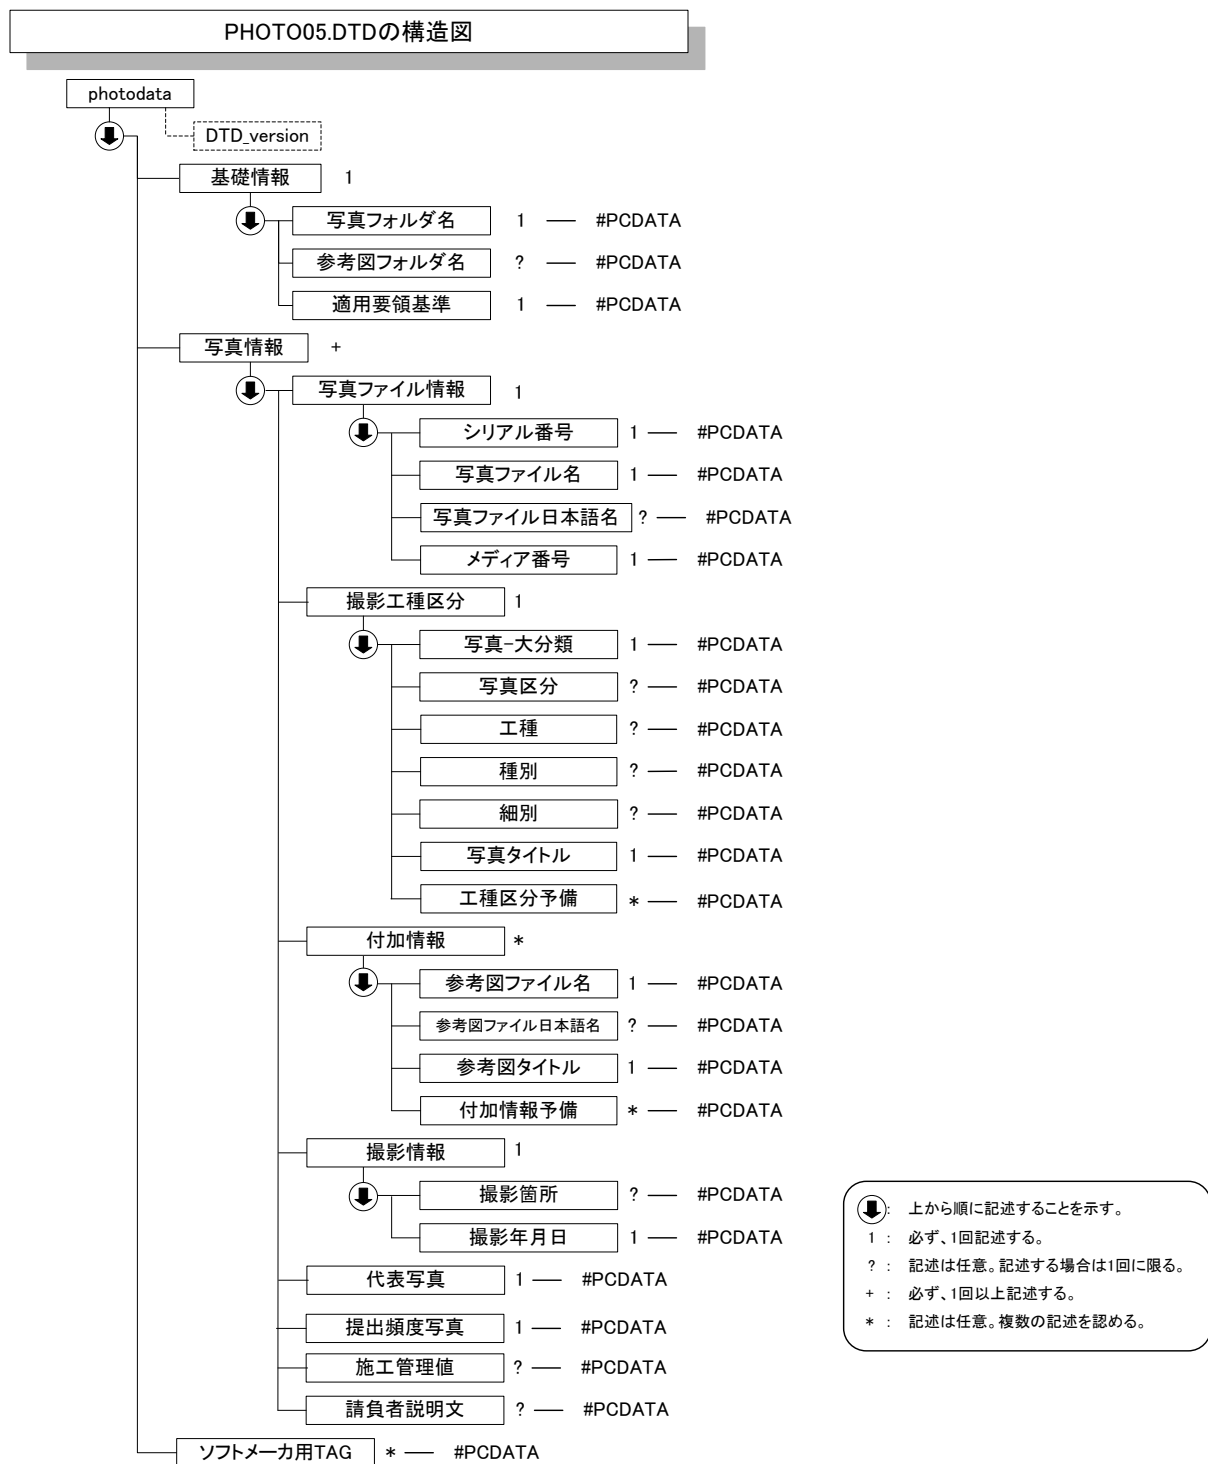 PHOTO05.DTDの構造図
photodata
DTD_version
基礎情報 1
写真フォルダ名 1 #PCDATA
参考図フォルダ名 ? #PCDATA
適用要領基準 1 #PCDATA
写真情報 +
写真ファイル情報 1
シリアル番号 1 #PCDATA
写真ファイル名 1 #PCDATA
写真ファイル日本語名 ? #PCDATA
メディア番号 1 #PCDATA
撮影工種区分 1
写真-大分類 1 #PCDATA
写真区分 ? #PCDATA
工種 ? #PCDATA
種別 ? #PCDATA
細別 ? #PCDATA
写真タイトル 1 #PCDATA
工種区分予備 * #PCDATA
付加情報 *
参考図ファイル名 1 #PCDATA
参考図ファイル日本語名 ? #PCDATA
参考図タイトル 1 #PCDATA
付加情報予備 * #PCDATA
撮影情報 1
撮影箇所 ? #PCDATA
撮影年月日 1 #PCDATA
代表写真 1 #PCDATA
提出頻度写真 1 #PCDATA
施工管理値 ? #PCDATA
請負者説明文 ? #PCDATA
ソフトメーカ用TAG * #PCDATA
: 上から順に記述することを示す。
1 : 必ず、1回記述する。
? : 記述は任意。記述する場合は1回に限る。
+ : 必ず、1回以上記述する。
* : 記述は任意。複数の記述を認める。